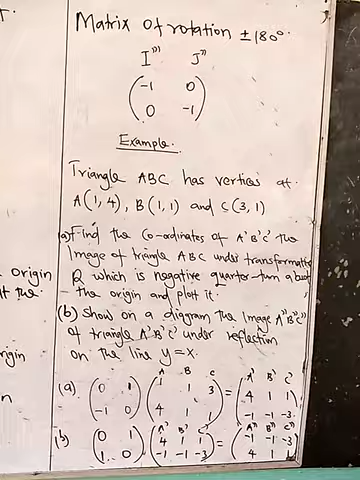 Matrix of rotation ±180°.
I''' J''
(-1 0
0 -1)
Example.
Triangle ABC has vertices at
A(1,4), B(1,1) and C(3,1)
(a) Find the Co-ordinates of A'B'C' the
Image of triangle ABC under transformation
Q which is negative quarter-turn about
the origin and plot it.
(b) Show on a diagram the Image A''B''C''
of triangle A'B'C' under reflection
on the line y=x.
A B C A' B' C'
(a). (0 1 (1 1 3 = (4 1 1
-1 0) 4 1 1) -1 -1 -3)
A' B' C' A'' B'' C''
(b) (0 1 (4 1 1 = (-1 -1 -3
1 0) -1 -1 -3) 4 1 1)
origin
the
origin
n